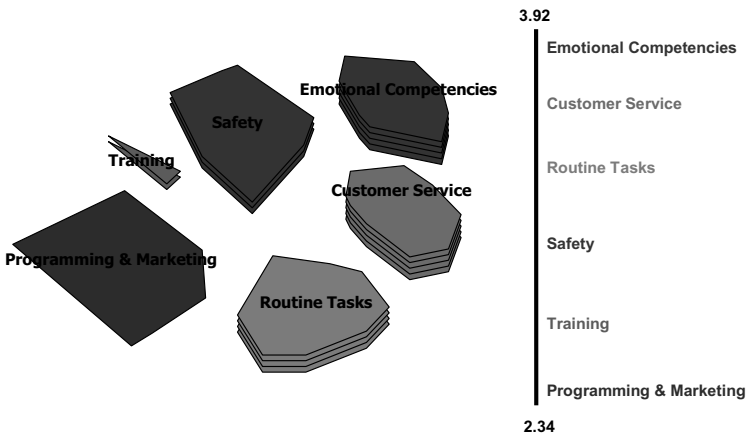 Emotional Competencies
Safety
Training
Customer Service
Programming & Marketing
Routine Tasks
3.92
Emotional Competencies
Customer Service
Routine Tasks
Safety
Training
Programming & Marketing
2.34